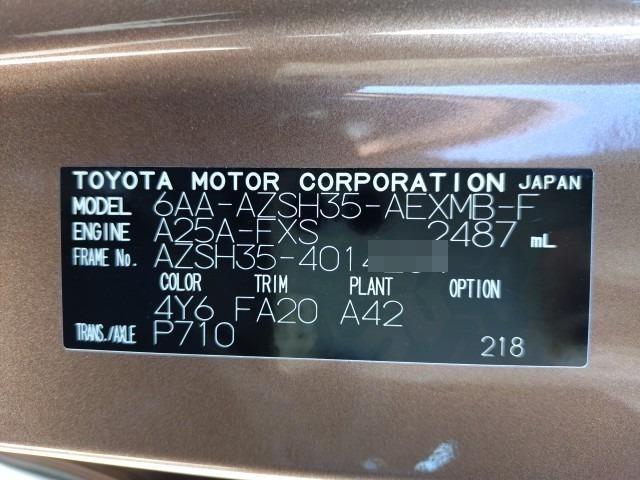 TOYOTA MOTOR CORPORATION JAPAN
MODEL 6AA-AZSH35-AEXMB-F
ENGINE A25A-FXS 2487 mL
FRAME No. AZSH35-4014
COLOR TRIM PLANT OPTION
4Y6 FA20 A42
TRANS./AXLE P710
218